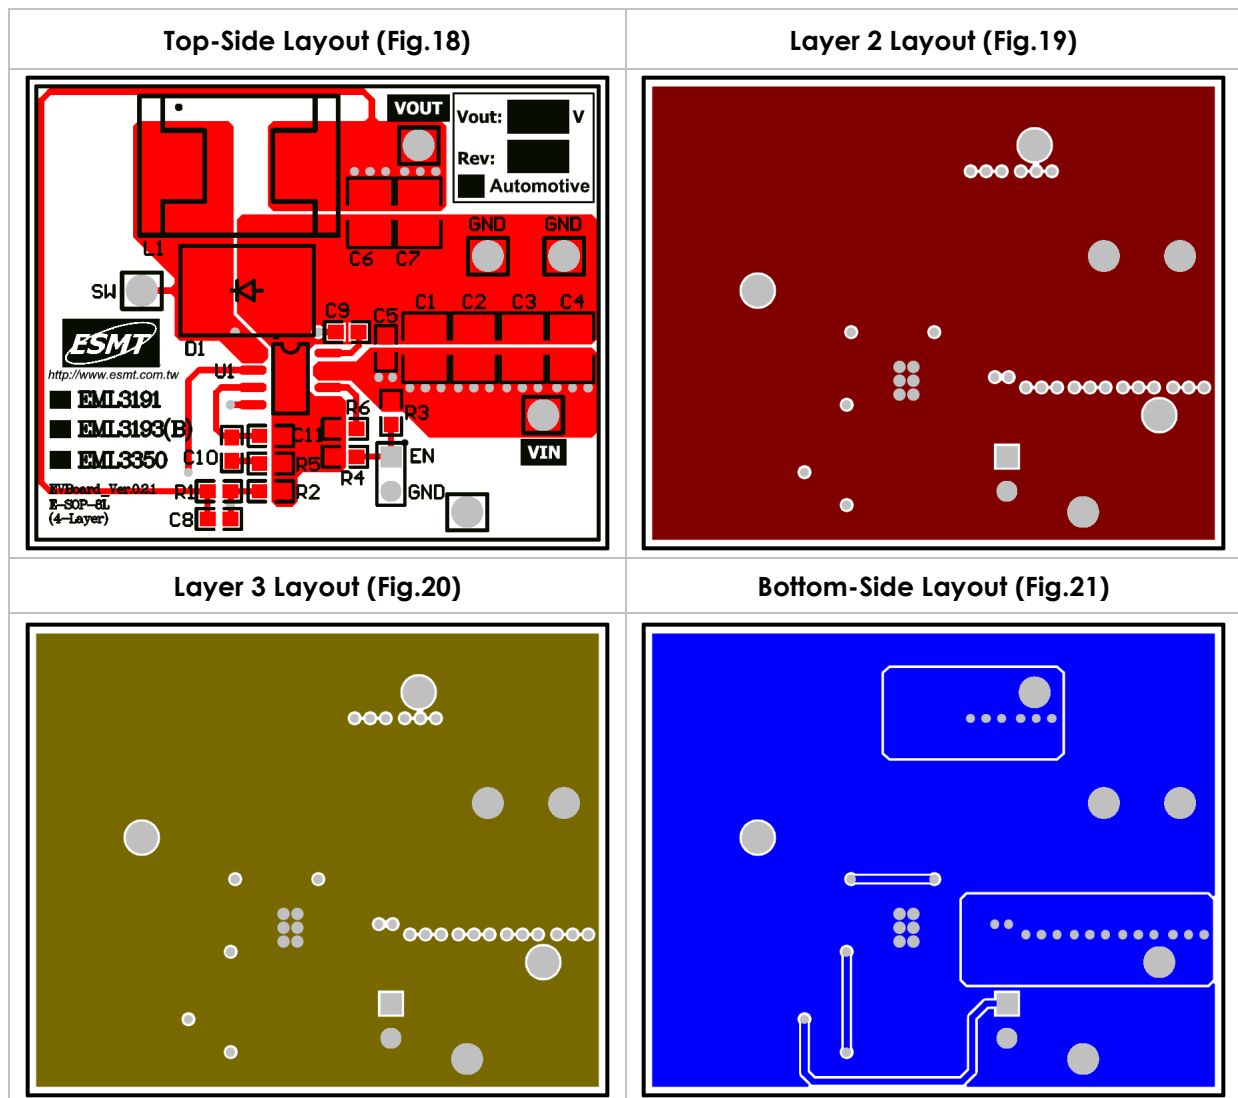 Top-Side Layout (Fig.18)
Layer 2 Layout (Fig.19)
VOUT
Vout: V
Rev:
Automotive
GND GND
L1
C6 C7
SW
C9 C5 C1 C2 C3 C4
ESMT
D1
http://www.esmt.com.tw
U1
EML3191
R6 R3
EML3193(B)
C11
VIN
EML3350
C10 R5 R4 EN
EVBoard_Ver.021
R1 R2 GND
E-SOP-8L
(4-Layer)
C8
Layer 3 Layout (Fig.20)
Bottom-Side Layout (Fig.21)